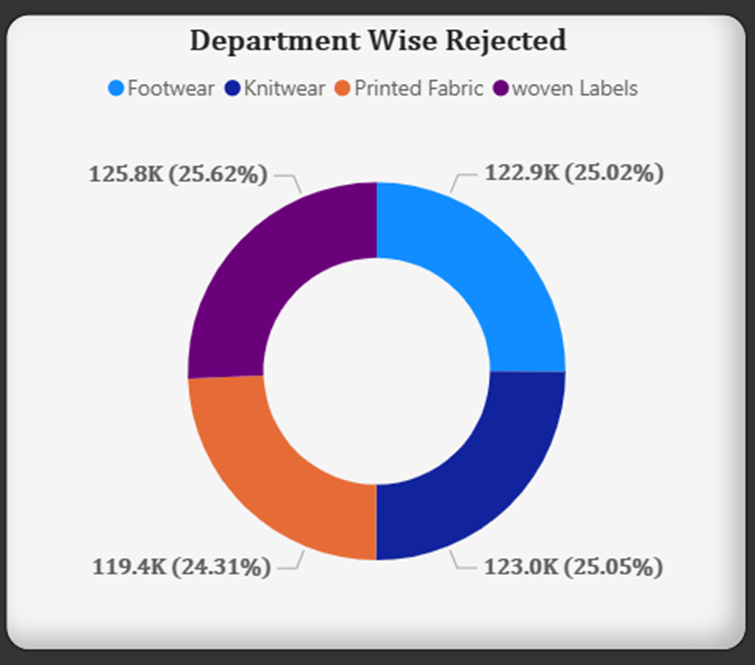 Department Wise Rejected
Footwear Knitwear Printed Fabric woven Labels
125.8K (25.62%) 122.9K (25.02%)
119.4K (24.31%) 123.0K (25.05%)